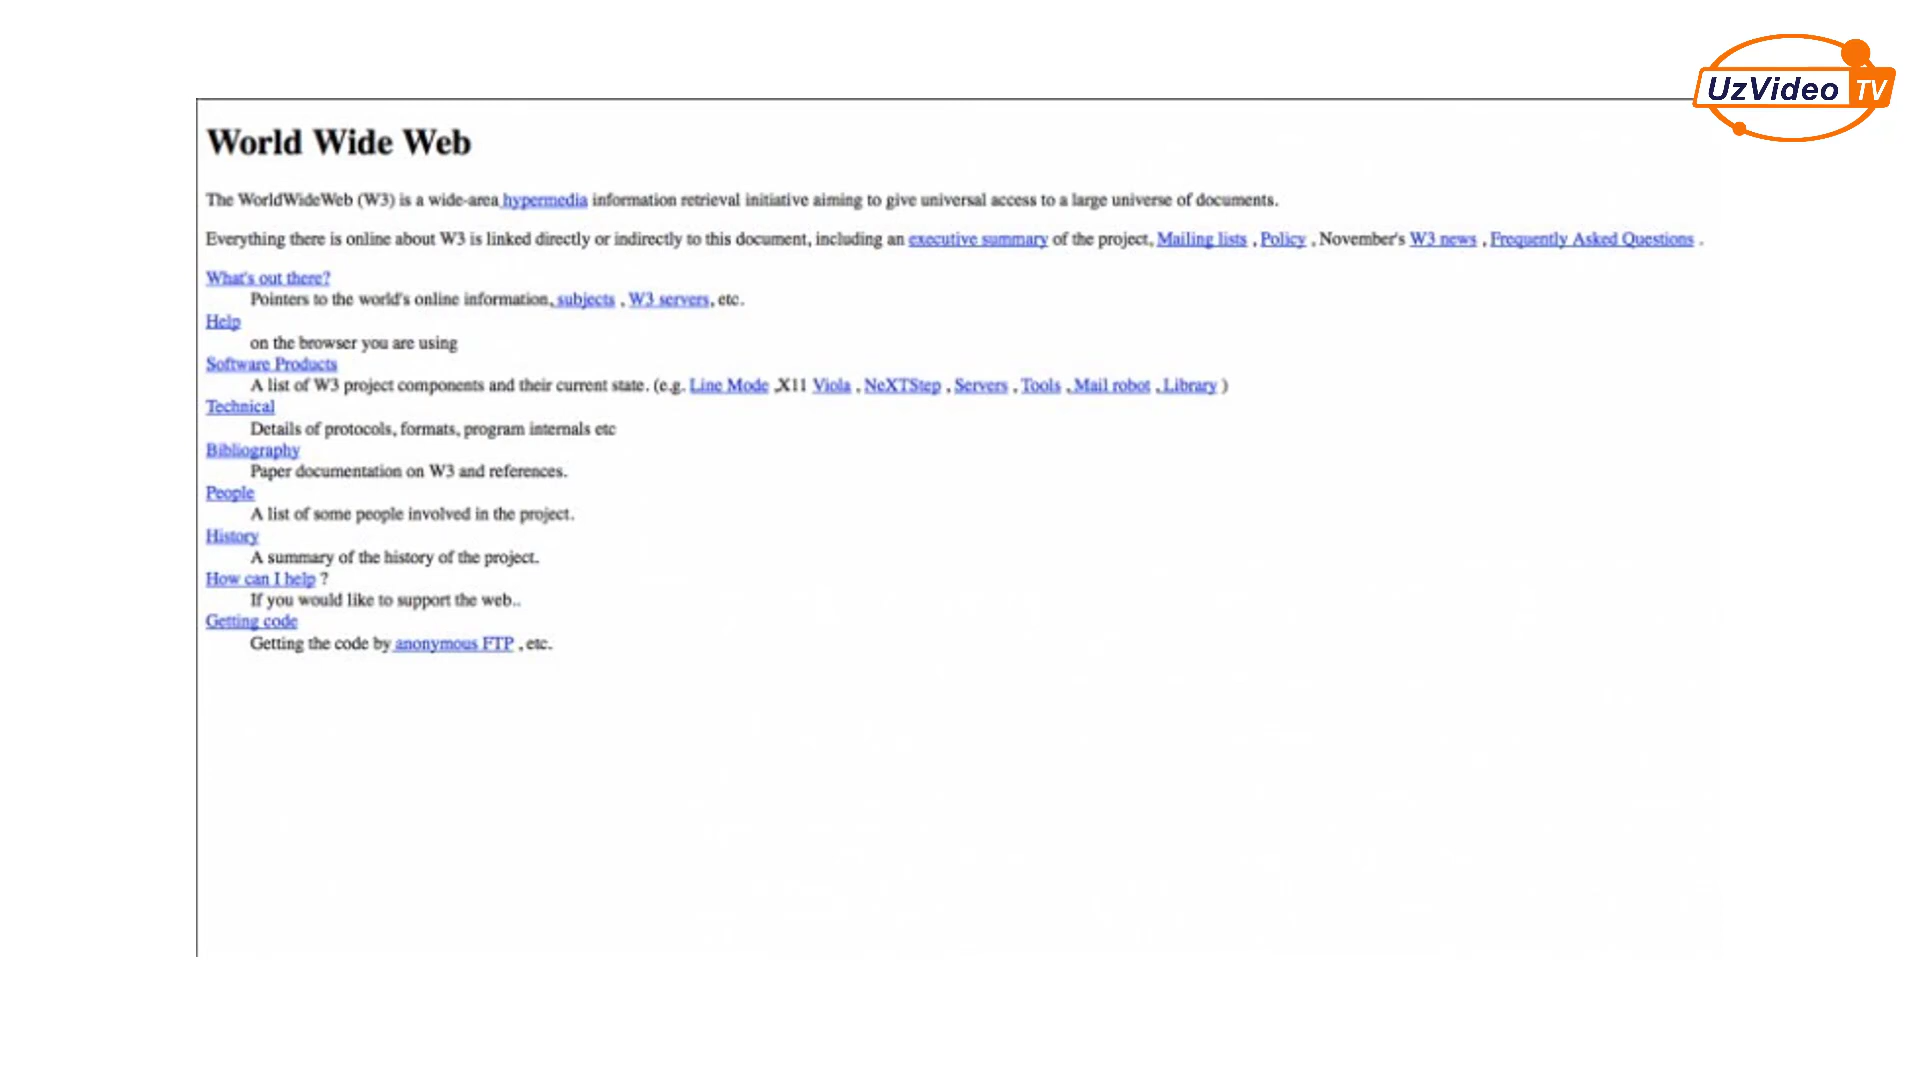 UzVideo TV
World Wide Web
The WorldWideWeb (W3) is a wide-area hypermedia information retrieval initiative aiming to give universal access to a large universe of documents.
Everything there is online about W3 is linked directly or indirectly to this document, including an executive summary of the project, Mailing lists , Policy , November's W3 news , Frequently Asked Questions .
What's out there?
Pointers to the world's online information, subjects , W3 servers, etc.
Help
on the browser you are using
Software Products
A list of W3 project components and their current state. (e.g. Line Mode ,X11 Viola , NeXTStep , Servers , Tools , Mail robot , Library )
Technical
Details of protocols, formats, program internals etc
Bibliography
Paper documentation on W3 and references.
People
A list of some people involved in the project.
History
A summary of the history of the project.
How can I help ?
If you would like to support the web..
Getting code
Getting the code by anonymous FTP , etc.